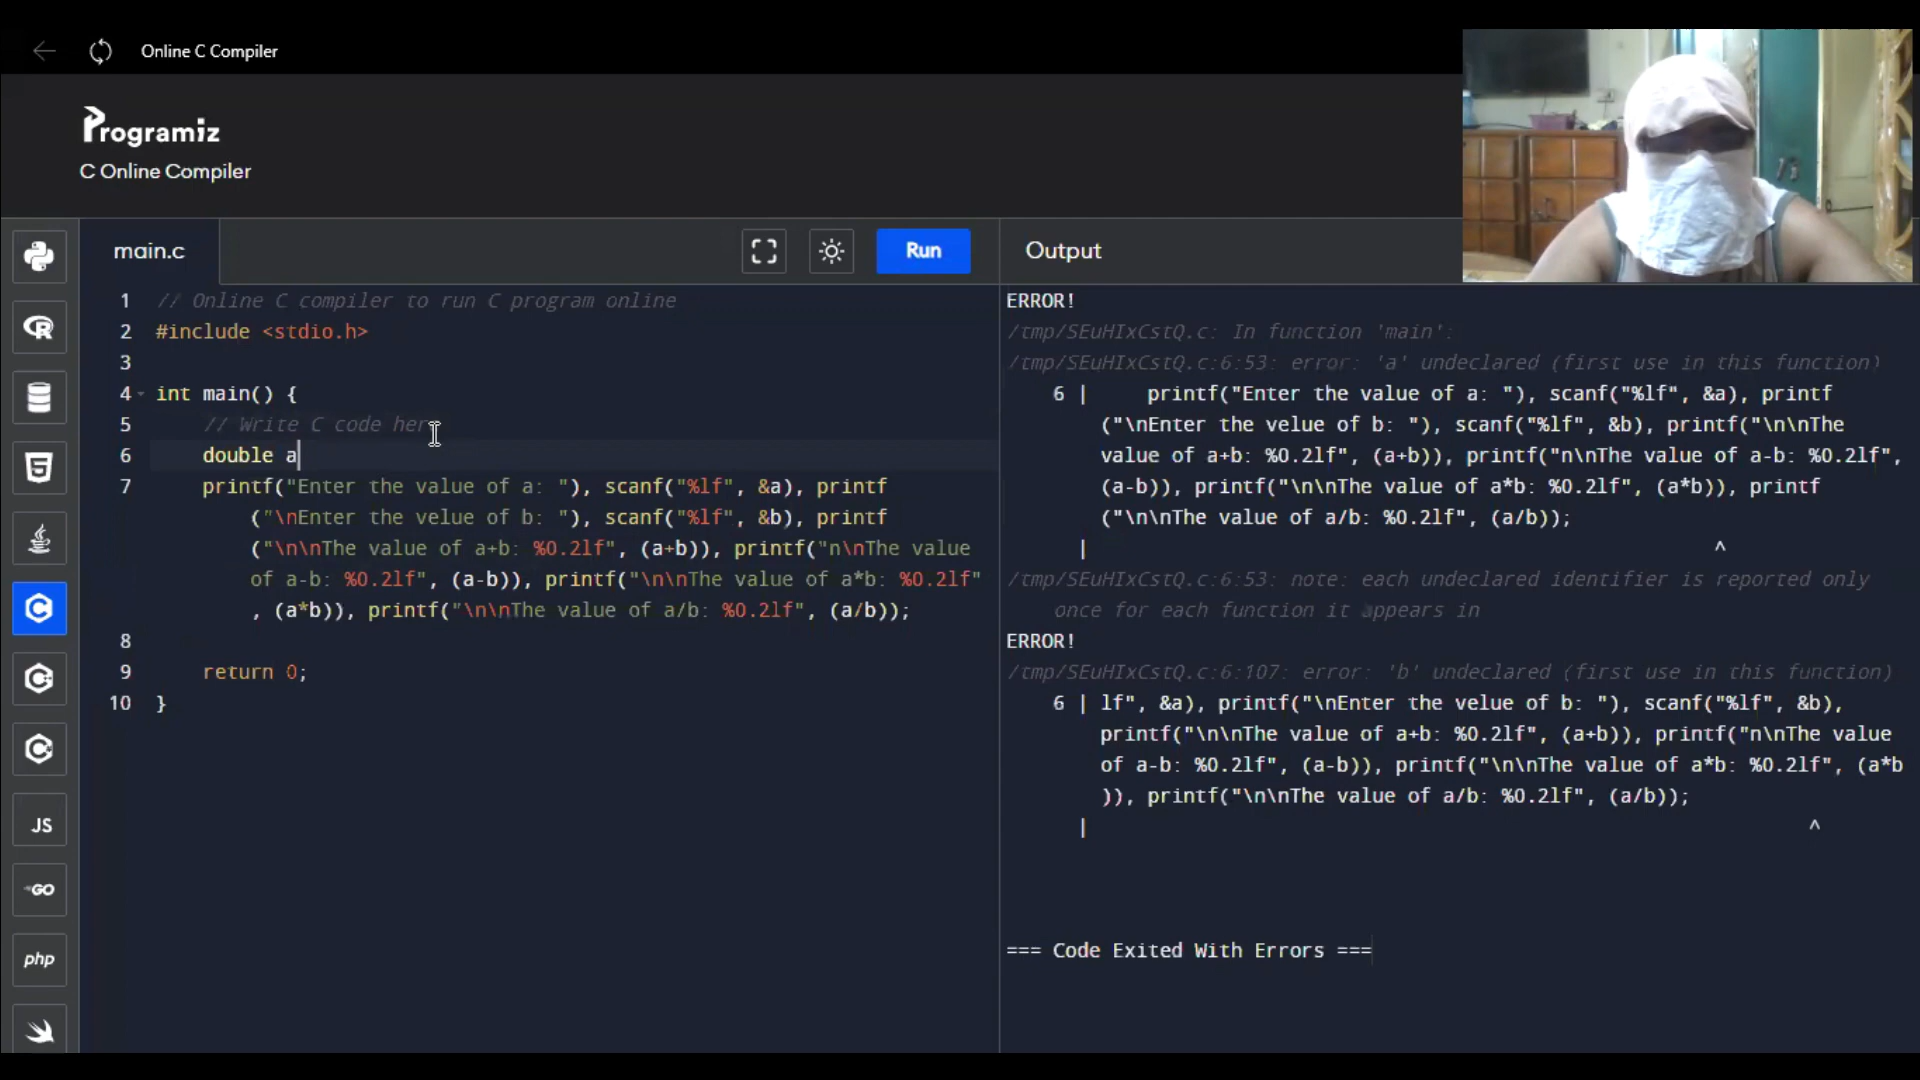 Online C Compiler
Programiz
C Online Compiler
main.c
Run
Output
1 // Online C compiler to run C program online
2 #include <stdio.h>
3
4 int main() {
5 // Write C code here
6 double a
7 printf("Enter the value of a: "), scanf("%lf", &a), printf
("\nEnter the velue of b: "), scanf("%lf", &b), printf
("\n\nThe value of a+b: %0.2lf", (a+b)), printf("n\nThe value
of a-b: %0.2lf", (a-b)), printf("\n\nThe value of a*b: %0.2lf"
, (a*b)), printf("\n\nThe value of a/b: %0.2lf", (a/b));
8
9 return 0;
10 }
ERROR!
/tmp/SEuHIxCstQ.c: In function 'main':
/tmp/SEuHIxCstQ.c:6:53: error: 'a' undeclared (first use in this function)
6 | printf("Enter the value of a: "), scanf("%lf", &a), printf
("\nEnter the velue of b: "), scanf("%lf", &b), printf("\n\nThe
value of a+b: %0.2lf", (a+b)), printf("n\nThe value of a-b: %0.2lf",
(a-b)), printf("\n\nThe value of a*b: %0.2lf", (a*b)), printf
("\n\nThe value of a/b: %0.2lf", (a/b));
| ^
/tmp/SEuHIxCstQ.c:6:53: note: each undeclared identifier is reported only
once for each function it appears in
ERROR!
/tmp/SEuHIxCstQ.c:6:107: error: 'b' undeclared (first use in this function)
6 | lf", &a), printf("\nEnter the velue of b: "), scanf("%lf", &b),
printf("\n\nThe value of a+b: %0.2lf", (a+b)), printf("n\nThe value
of a-b: %0.2lf", (a-b)), printf("\n\nThe value of a*b: %0.2lf", (a*b
)), printf("\n\nThe value of a/b: %0.2lf", (a/b));
| ^
=== Code Exited With Errors ===
R
5
C
C
C
JS
GO
php